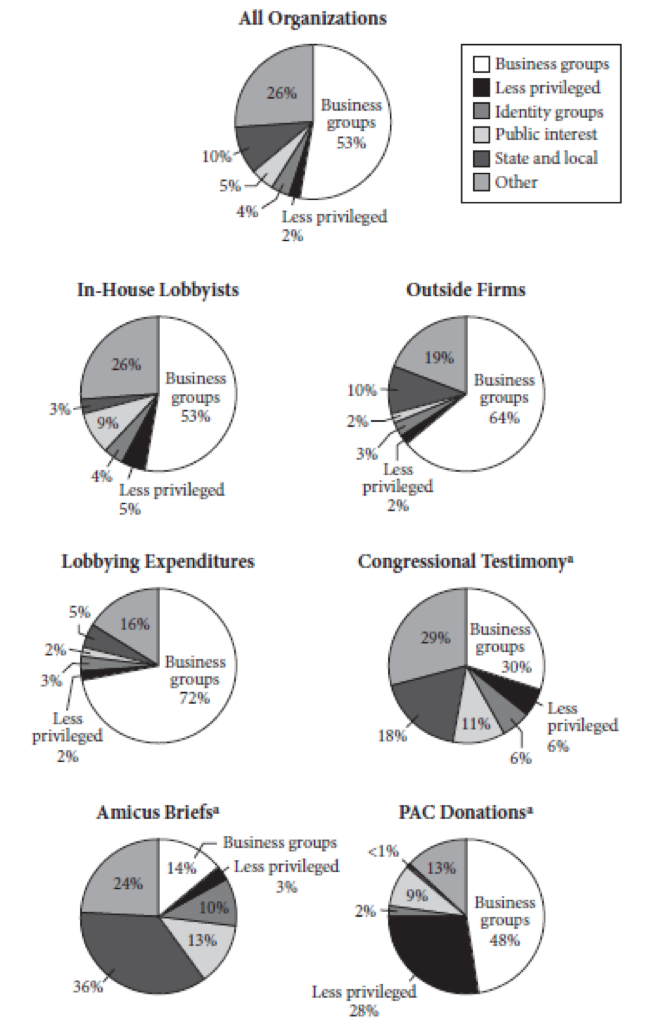 All Organizations
Business groups
Less privileged
Identity groups
Public interest
State and local
Other
26%
Business
groups
53%
10%
5%
4%
Less privileged
2%
In-House Lobbyists
26%
Business
groups
53%
3%
9%
4%
Less privileged
5%
Outside Firms
19%
Business
groups
64%
10%
2%
3%
Less
privileged
2%
Lobbying Expenditures
5%
16%
2%
Business
groups
72%
3%
Less
privileged
2%
Congressional Testimonyª
29%
Business
groups
30%
Less
privileged
6%
18%
11%
6%
Amicus Briefsª
Business groups
14%
Less privileged
3%
24%
10%
13%
36%
PAC Donationsª
<1%
13%
9%
Business
groups
48%
2%
Less privileged
28%